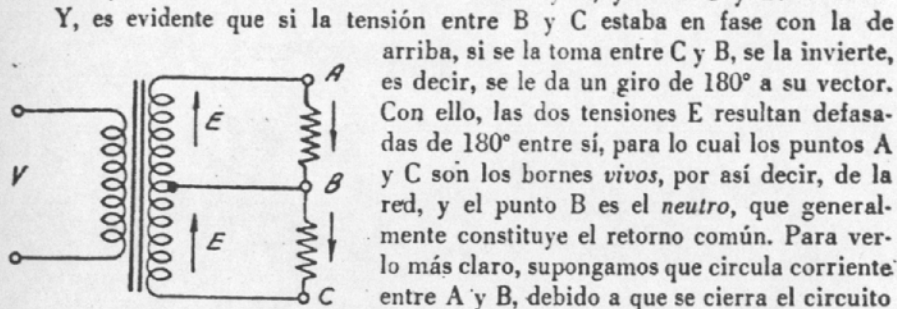 Y, es evidente que si la tensión entre B y C estaba en fase con la de
arriba, si se la toma entre C y B, se la invierte,
es decir, se le da un giro de 180° a su vector.
Con ello, las dos tensiones E resultan defasa-
das de 180° entre sí, para lo cual los puntos A
y C son los bornes vivos, por así decir, de la
red, y el punto B es el neutro, que general-
mente constituye el retorno común. Para ver-
lo más claro, supongamos que circula corriente
entre A y B, debido a que se cierra el circuito
A
E
V
B
E
C